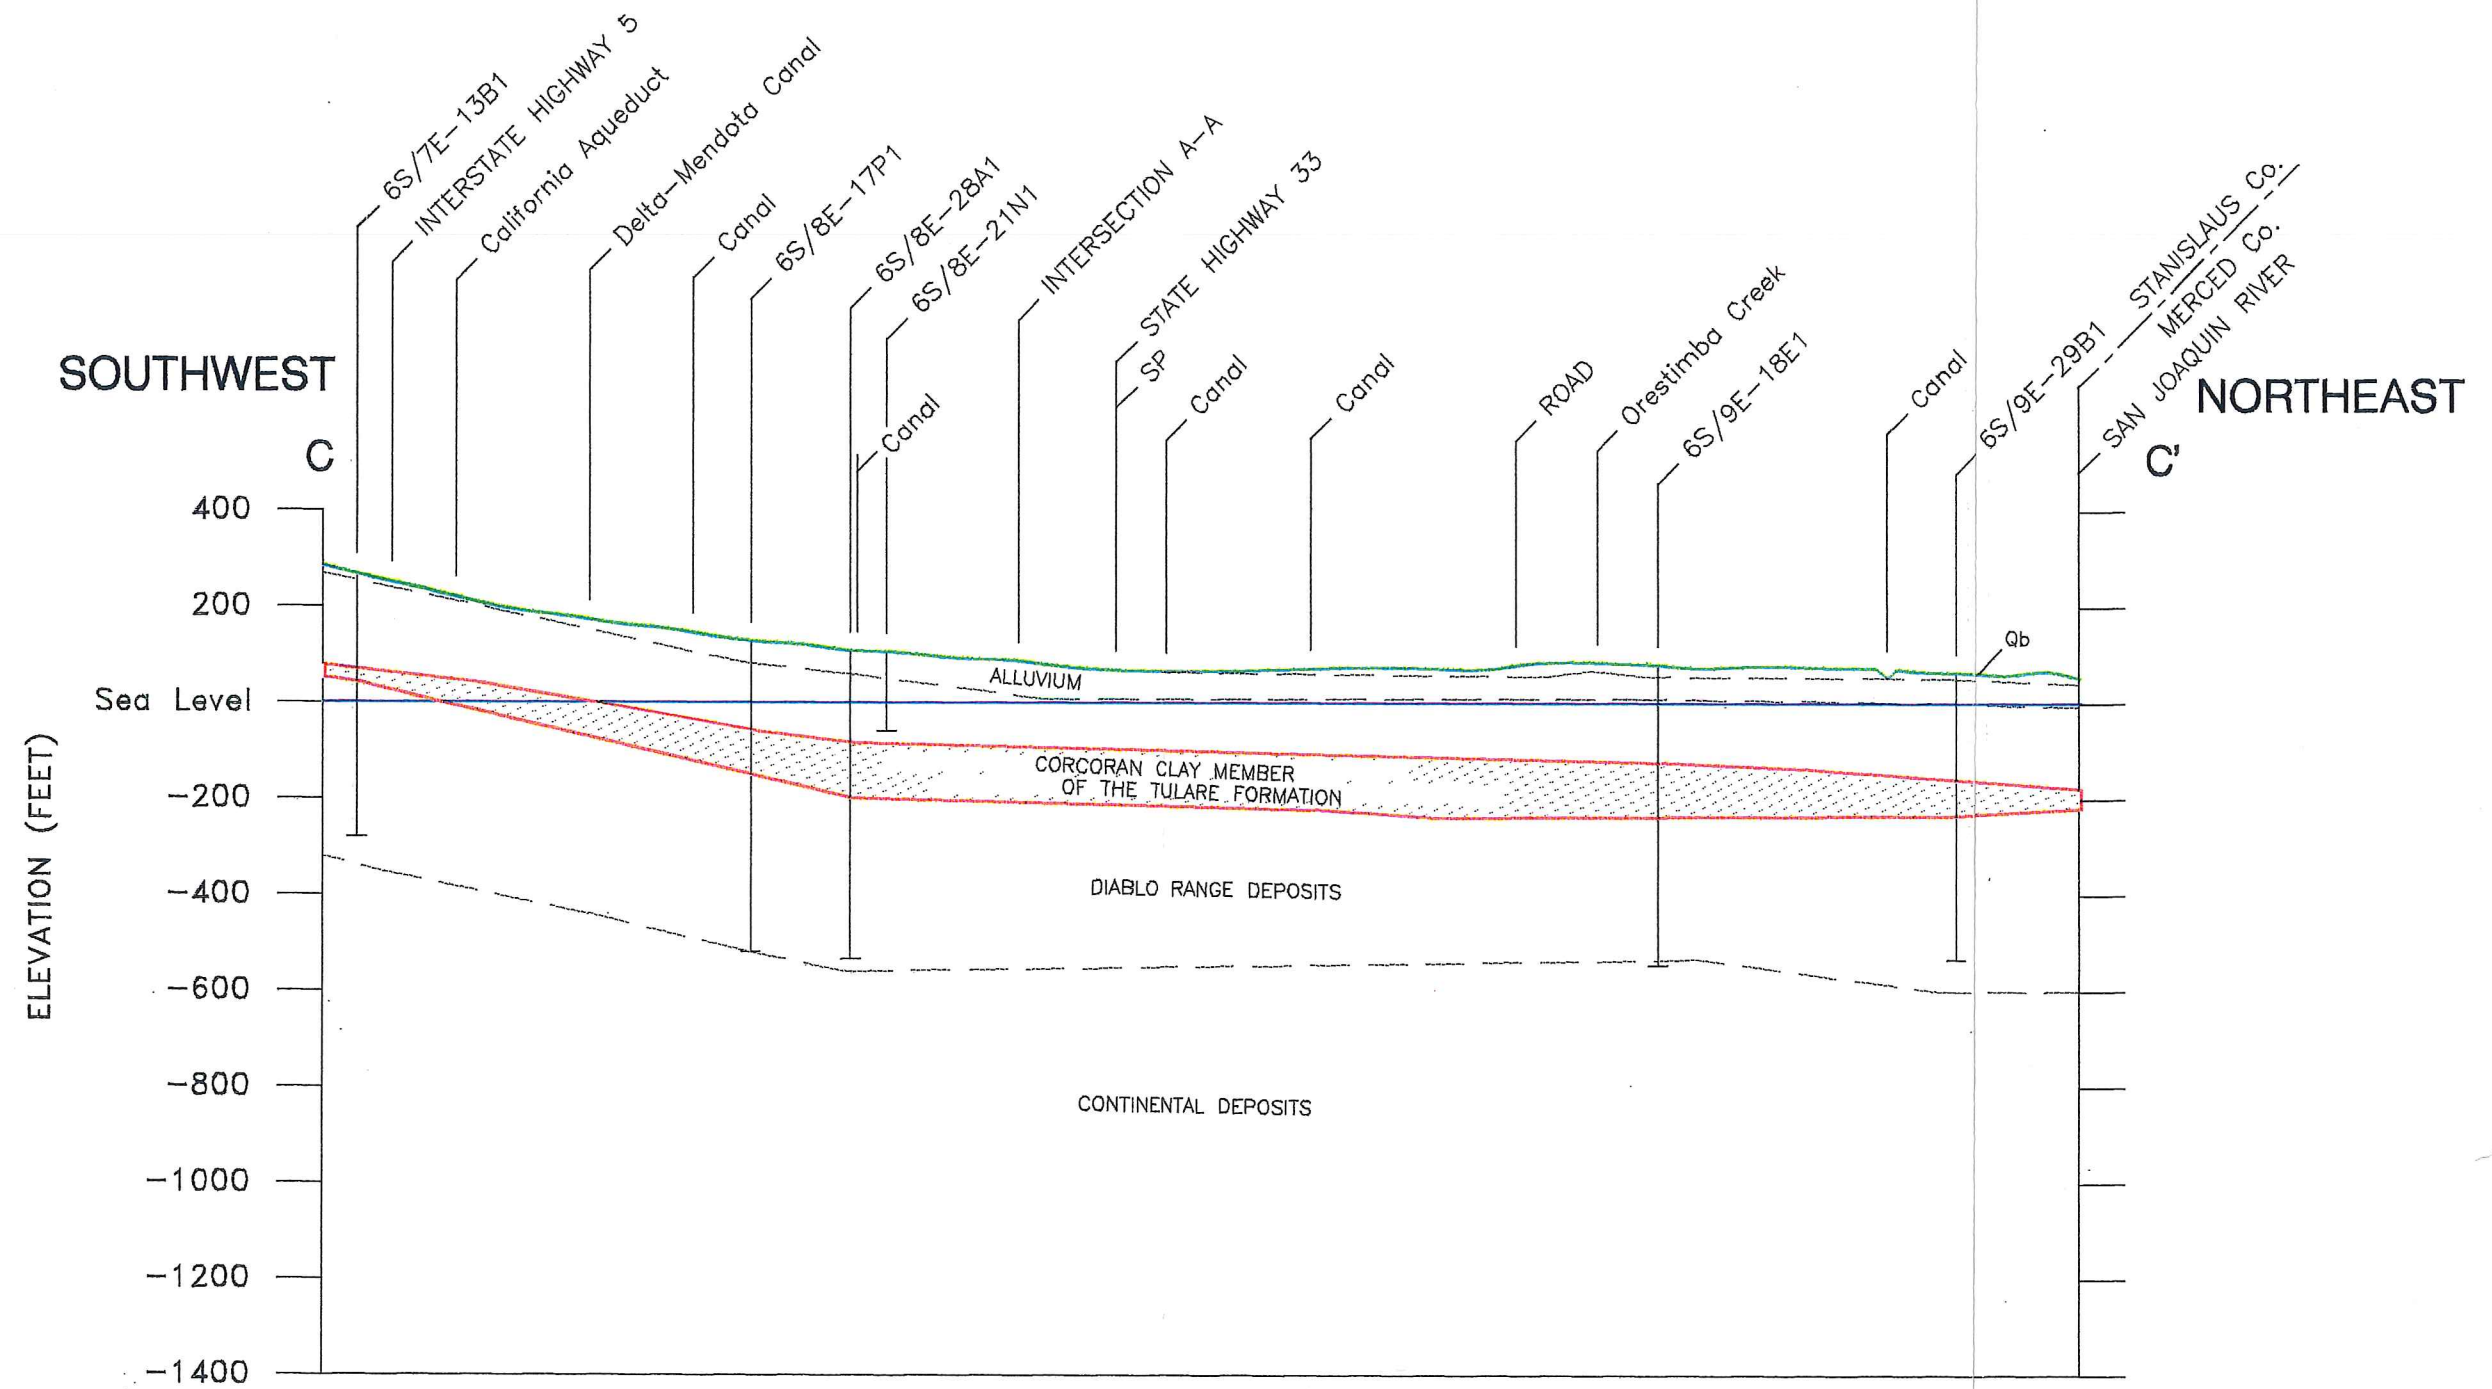 6S/7E-13B1
INTERSTATE HIGHWAY 5
California Aqueduct
Delta-Mendota Canal
Canal
6S/8E-17P1
6S/8E-28A1
Canal
6S/8E-21N1
INTERSECTION A-A
STATE HIGHWAY 33
SP
Canal
Canal
ROAD
Orestimba Creek
6S/9E-18E1
Canal
6S/9E-29B1
STANISLAUS Co.
MERCED Co.
SAN JOAQUIN RIVER
SOUTHWEST
NORTHEAST
C
C'
400
200
Sea Level
-200
-400
-600
-800
-1000
-1200
-1400
ELEVATION (FEET)
Qb
ALLUVIUM
CORCORAN CLAY MEMBER
OF THE TULARE FORMATION
DIABLO RANGE DEPOSITS
CONTINENTAL DEPOSITS